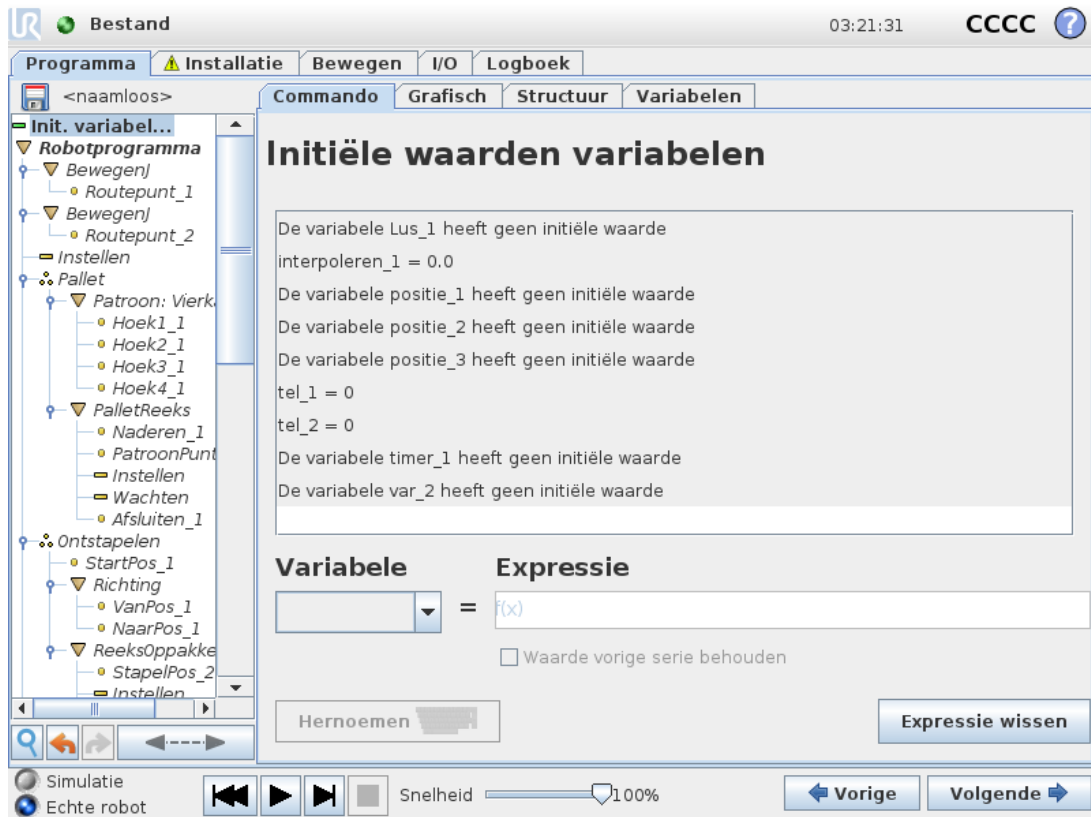 UR Bestand 03:21:31 CCCC ?
Programma Installatie Bewegen I/O Logboek
<naamloos>
Commando Grafisch Structuur Variabelen
Init. variabel...
Robotprogramma
BewegenJ
Routepunt_1
BewegenJ
Routepunt_2
Instellen
Pallet
Patroon: Vierka
Hoek1_1
Hoek2_1
Hoek3_1
Hoek4_1
PalletReeks
Naderen_1
PatroonPunt
Instellen
Wachten
Afsluiten_1
Ontstapelen
StartPos_1
Richting
VanPos_1
NaarPos_1
ReeksOppakke
StapelPos_2
Instellen
Initiële waarden variabelen
De variabele Lus_1 heeft geen initiële waarde
interpoleren_1 = 0.0
De variabele positie_1 heeft geen initiële waarde
De variabele positie_2 heeft geen initiële waarde
De variabele positie_3 heeft geen initiële waarde
tel_1 = 0
tel_2 = 0
De variabele timer_1 heeft geen initiële waarde
De variabele var_2 heeft geen initiële waarde
Variabele Expressie
= f(x)
Waarde vorige serie behouden
Hernoemen Expressie wissen
Simulatie
Echte robot
Snelheid 100%
Vorige Volgende